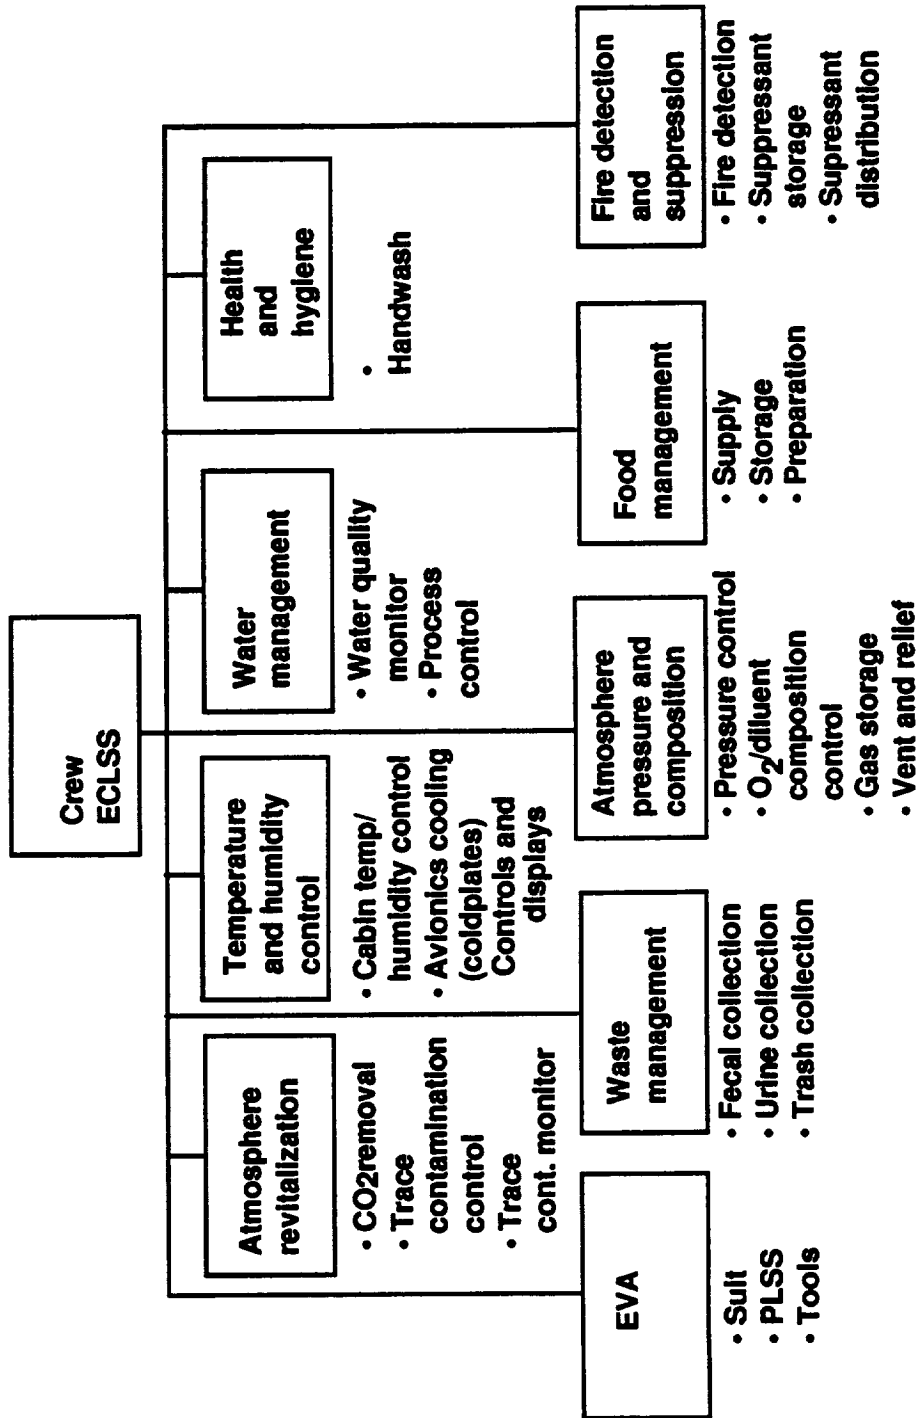 Crew
ECLSS
Atmosphere
revitalization
• CO2removal
• Trace
contamination
control
• Trace
cont. monitor
Temperature
and humidity
control
• Cabin temp/
humidity control
• Avionics cooling
(coldplates)
Controls and
displays
Water
management
• Water quality
monitor
• Process
control
Health
and
hygiene
•
Handwash
EVA
• Suit
• PLSS
• Tools
Waste
management
• Fecal collection
• Urine collection
• Trash collection
Atmosphere
pressure and
composition
• Pressure control
• O2/diluent
composition
control
• Gas storage
• Vent and relief
Food
management
• Supply
• Storage
• Preparation
Fire detection
and
suppression
• Fire detection
• Suppressant
storage
• Supressant
distribution